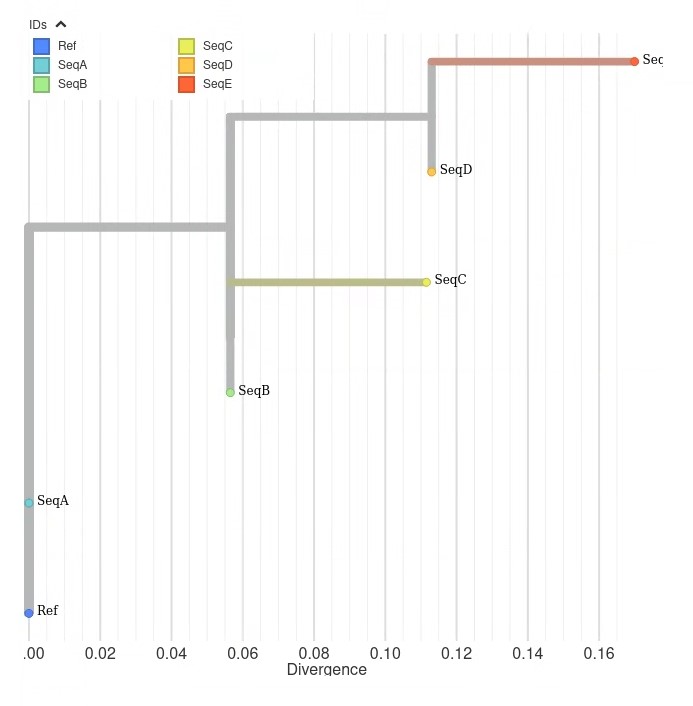 IDs
Ref SeqC
SeqA SeqD
SeqB SeqE
Seq
SeqD
SeqC
SeqB
SeqA
Ref
.00 0.02 0.04 0.06 0.08 0.10 0.12 0.14 0.16
Divergence